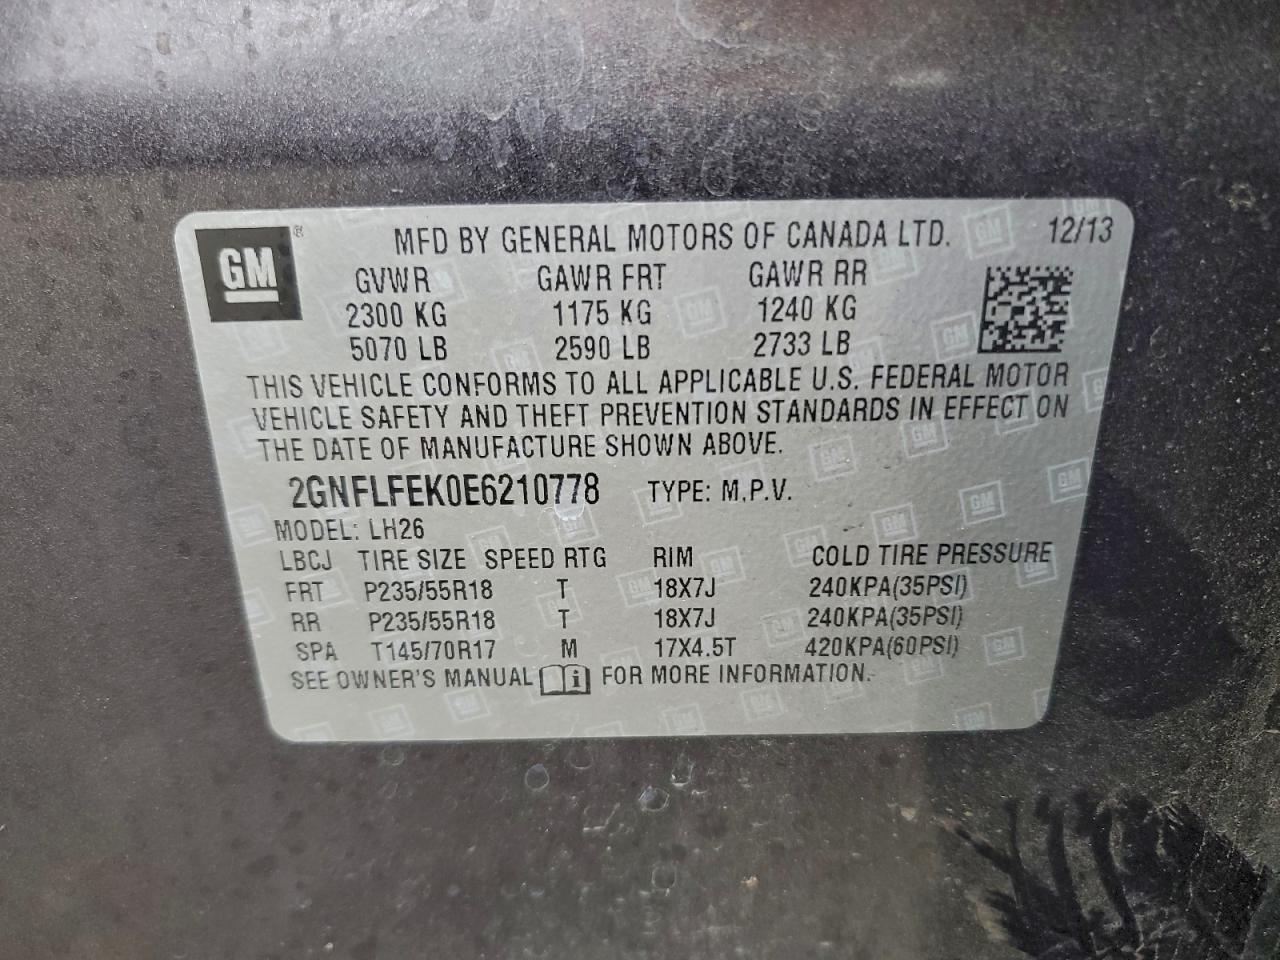 GM ® MFD BY GENERAL MOTORS OF CANADA LTD. 12/13
GVWR GAWR FRT GAWR RR
2300 KG 1175 KG 1240 KG
5070 LB 2590 LB 2733 LB
THIS VEHICLE CONFORMS TO ALL APPLICABLE U.S. FEDERAL MOTOR
VEHICLE SAFETY AND THEFT PREVENTION STANDARDS IN EFFECT ON
THE DATE OF MANUFACTURE SHOWN ABOVE.
2GNFLFEK0E6210778 TYPE: M.P.V.
MODEL: LH26
LBCJ TIRE SIZE SPEED RTG RIM COLD TIRE PRESSURE
FRT P235/55R18 T 18X7J 240KPA(35PSI)
RR P235/55R18 T 18X7J 240KPA(35PSI)
SPA T145/70R17 M 17X4.5T 420KPA(60PSI)
SEE OWNER'S MANUAL i FOR MORE INFORMATION.